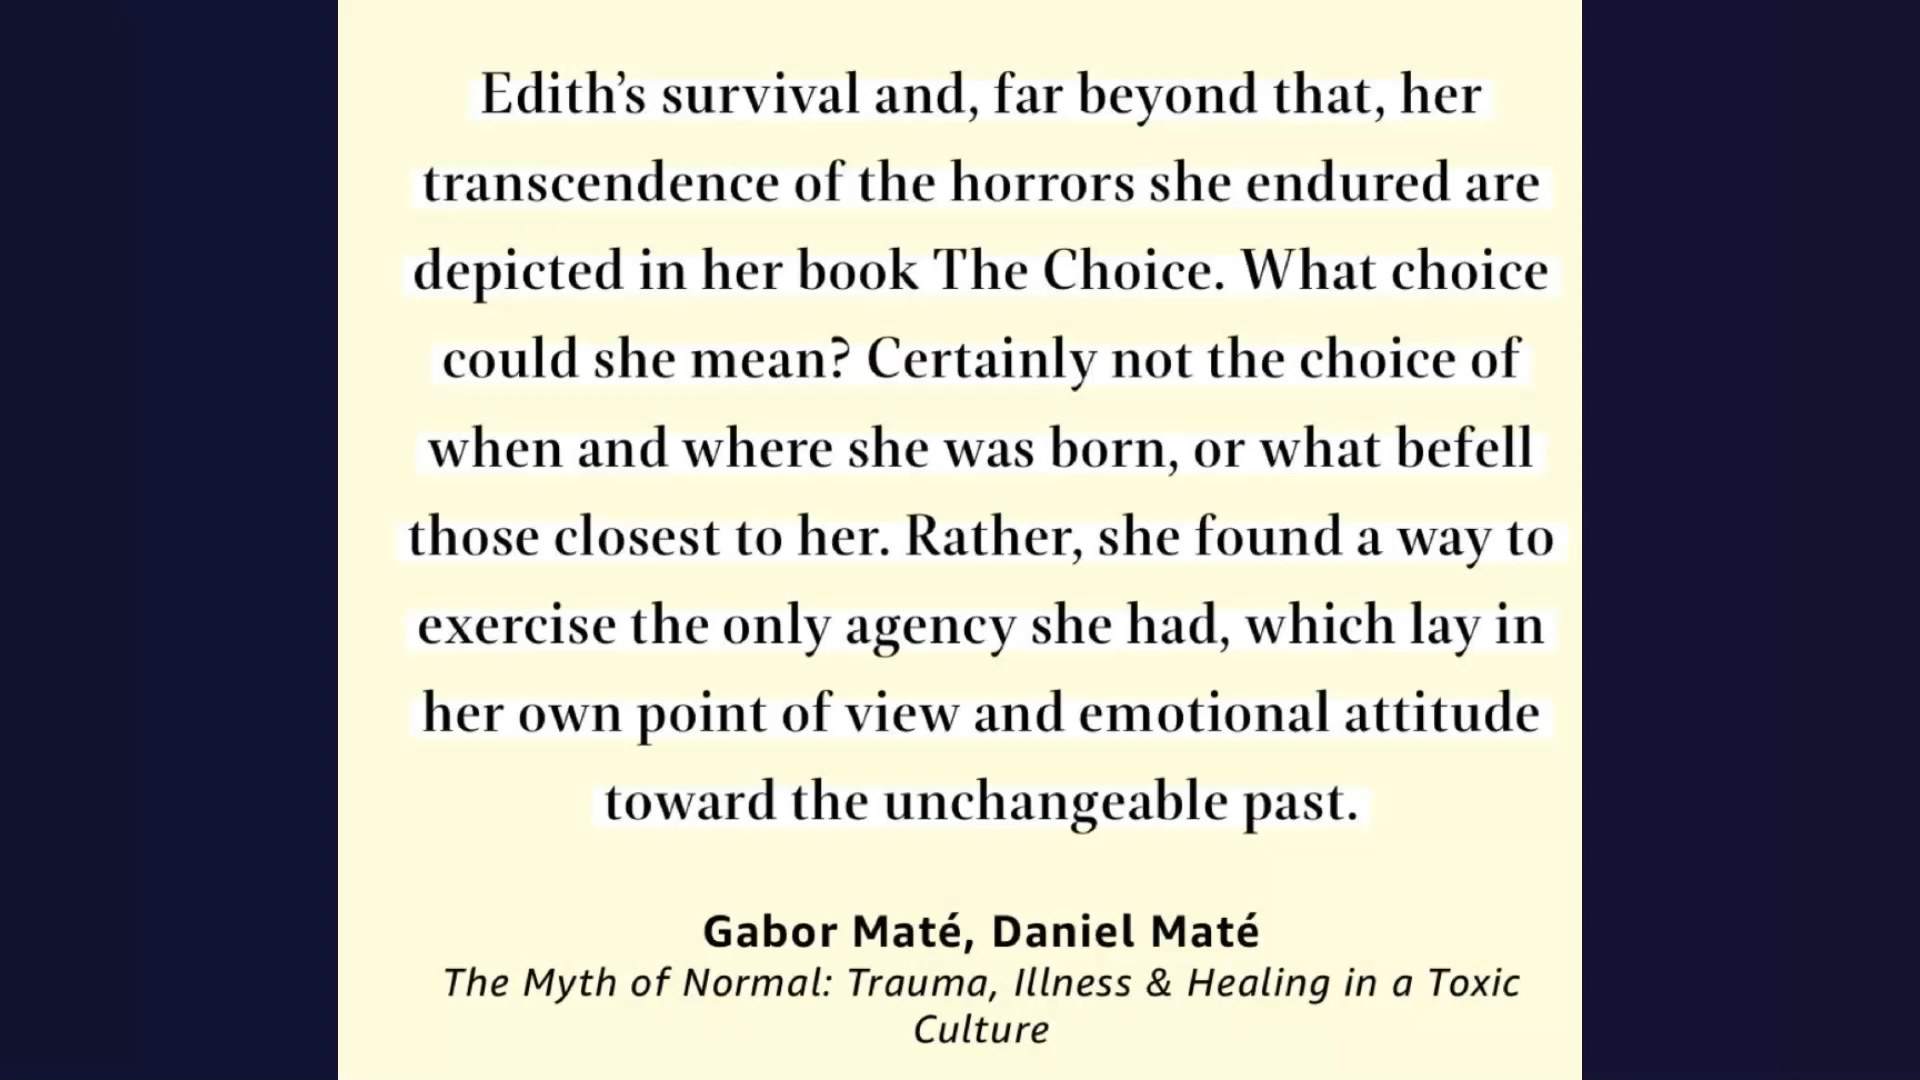 Edith’s survival and, far beyond that, her
transcendence of the horrors she endured are
depicted in her book The Choice. What choice
could she mean? Certainly not the choice of
when and where she was born, or what befell
those closest to her. Rather, she found a way to
exercise the only agency she had, which lay in
her own point of view and emotional attitude
toward the unchangeable past.
Gabor Maté, Daniel Maté
The Myth of Normal: Trauma, Illness & Healing in a Toxic
Culture